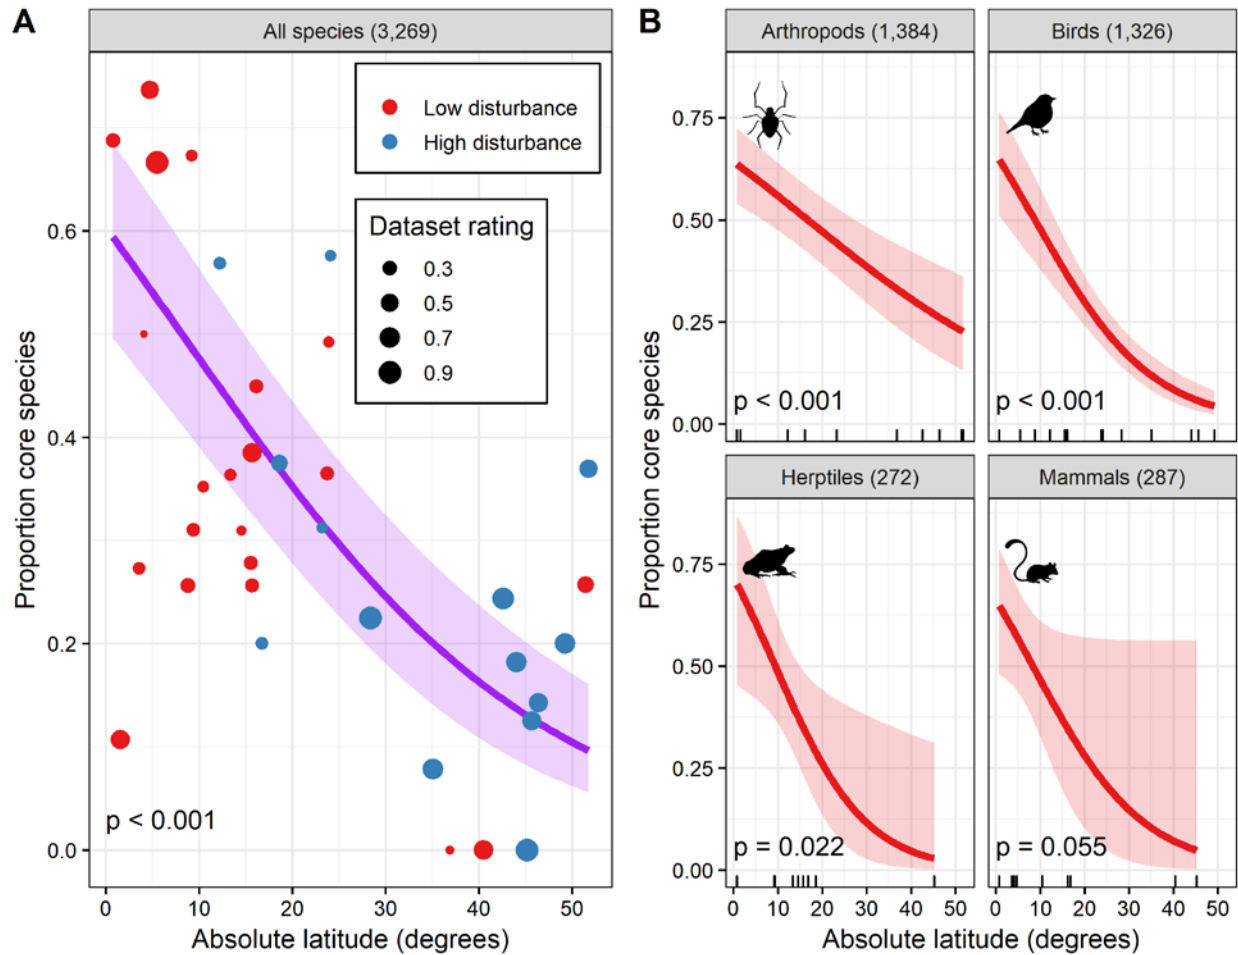 A
All species (3,269)
Low disturbance
High disturbance
Dataset rating
0.3
0.5
0.7
0.9
p < 0.001
Proportion core species
0.6
0.4
0.2
0.0
0 10 20 30 40 50
Absolute latitude (degrees)
B
Arthropods (1,384)
Birds (1,326)
Proportion core species
0.75
0.50
0.25
0.00
p < 0.001
p < 0.001
Herptiles (272)
Mammals (287)
0.75
0.50
0.25
0.00
p = 0.022
p = 0.055
0 10 20 30 40 50
0 10 20 30 40 50
Absolute latitude (degrees)